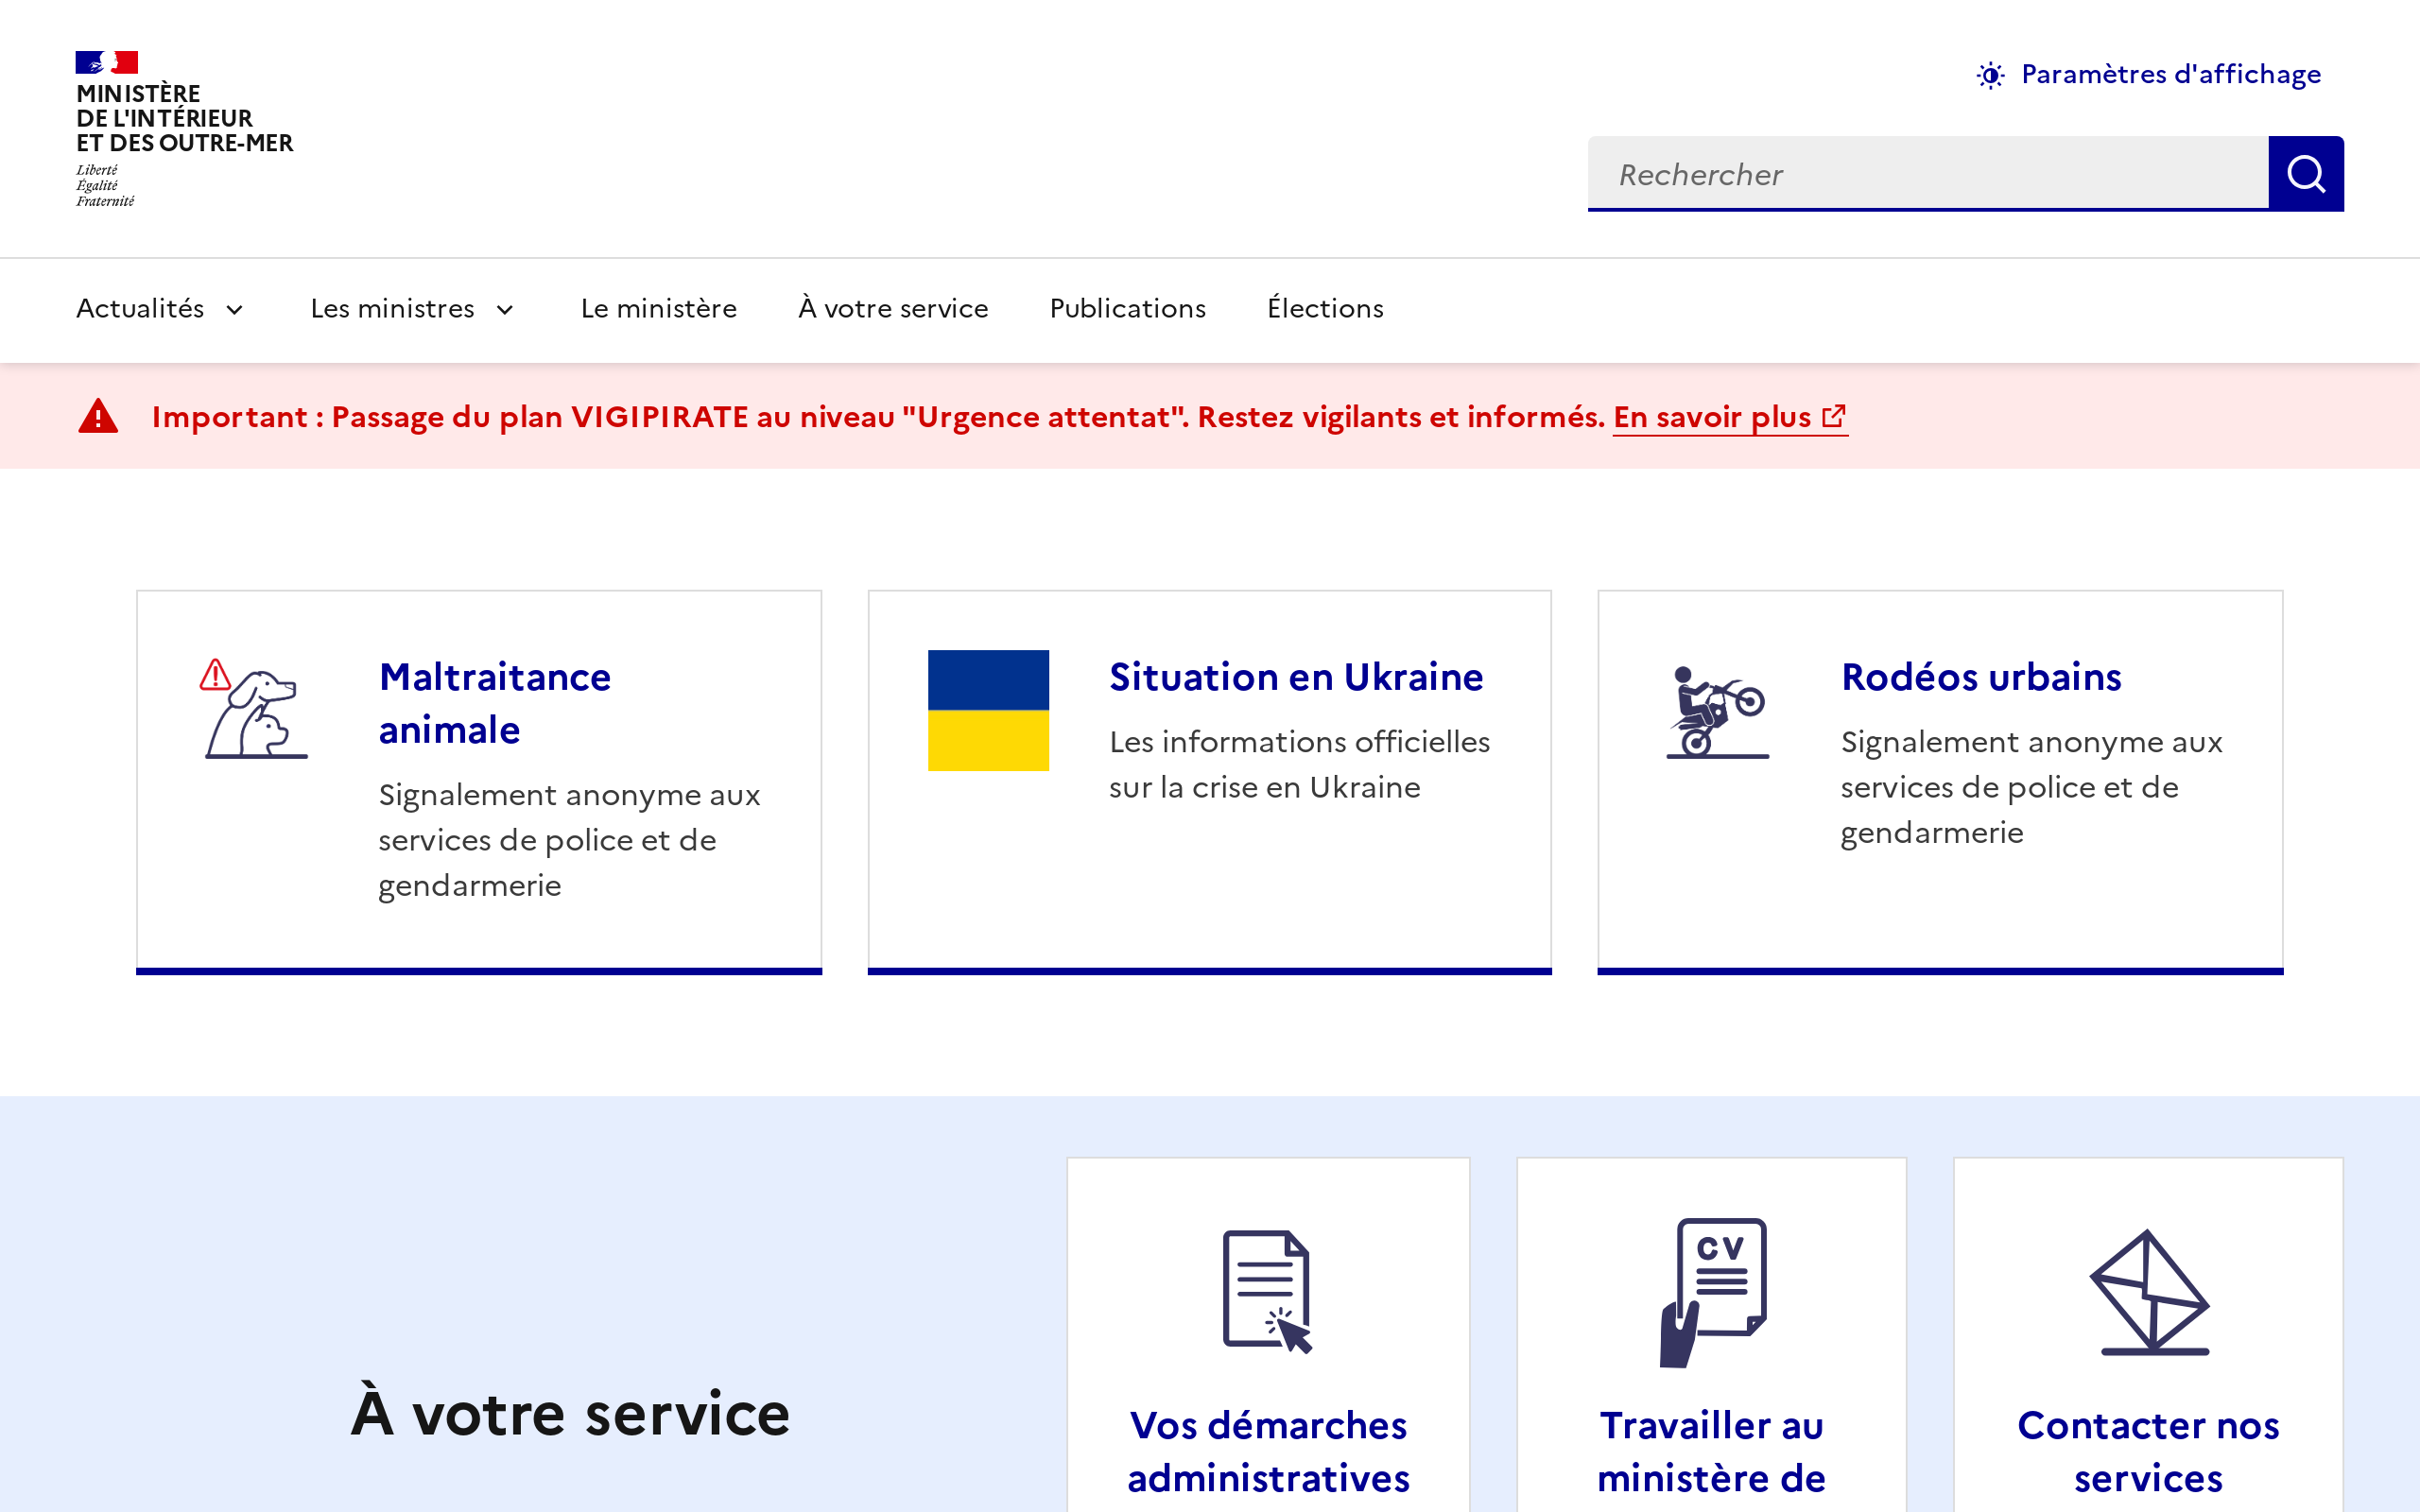 MINISTÈRE
DE L'INTÉRIEUR
ET DES OUTRE-MER
Liberté
Égalité
Fraternité
Paramètres d'affichage
Rechercher
Actualités
Les ministres
Le ministère
À votre service
Publications
Élections
Important : Passage du plan VIGIPIRATE au niveau "Urgence attentat". Restez vigilants et informés. En savoir plus
Maltraitance
animale
Signalement anonyme aux
services de police et de
gendarmerie
Situation en Ukraine
Les informations officielles
sur la crise en Ukraine
Rodéos urbains
Signalement anonyme aux
services de police et de
gendarmerie
À votre service
Vos démarches
administratives
CV
Travailler au
ministère de
Contacter nos
services